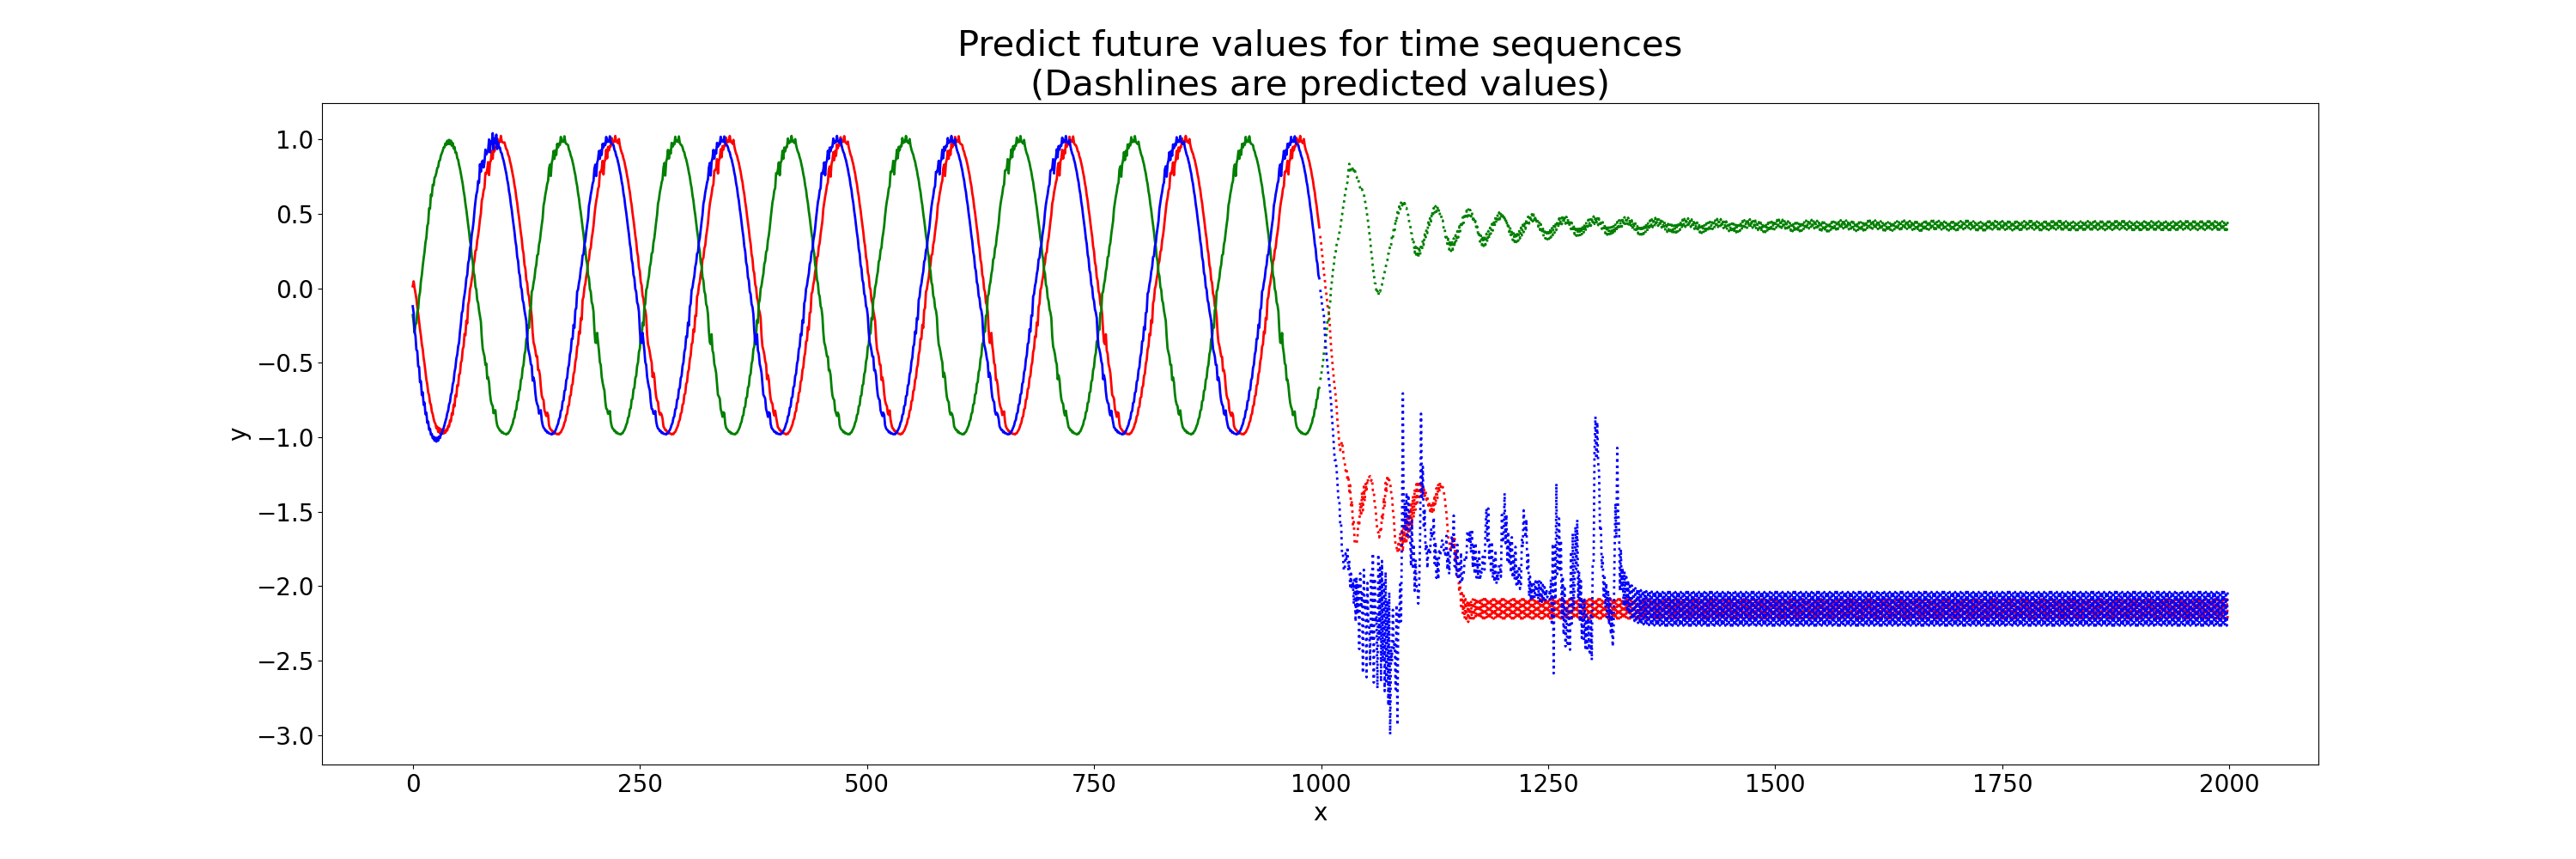 Predict future values for time sequences
(Dashlines are predicted values)
1.0
0.5
0.0
−0.5
−1.0
−1.5
−2.0
−2.5
−3.0
y
0 250 500 750 1000 1250 1500 1750 2000
x